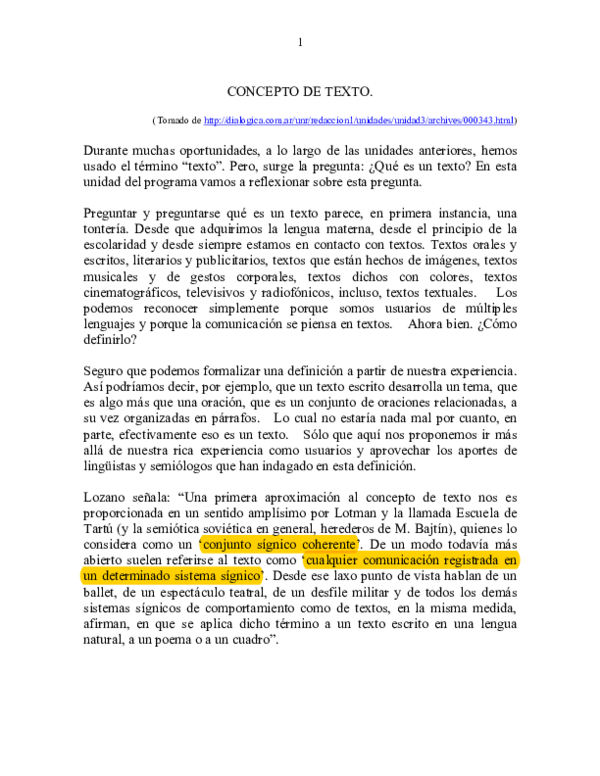 1
CONCEPTO DE TEXTO.
( Tomado de http://dialogica.com.ar/unr/redaccion1/unidades/unidad3/archives/000343.html)
Durante muchas oportunidades, a lo largo de las unidades anteriores, hemos
usado el término “texto”. Pero, surge la pregunta: ¿Qué es un texto? En esta
unidad del programa vamos a reflexionar sobre esta pregunta.
Preguntar y preguntarse qué es un texto parece, en primera instancia, una
tontería. Desde que adquirimos la lengua materna, desde el principio de la
escolaridad y desde siempre estamos en contacto con textos. Textos orales y
escritos, literarios y publicitarios, textos que están hechos de imágenes, textos
musicales y de gestos corporales, textos dichos con colores, textos
cinematográficos, televisivos y radiofónicos, incluso, textos textuales. Los
podemos reconocer simplemente porque somos usuarios de múltiples
lenguajes y porque la comunicación se piensa en textos. Ahora bien. ¿Cómo
definirlo?
Seguro que podemos formalizar una definición a partir de nuestra experiencia.
Así podríamos decir, por ejemplo, que un texto escrito desarrolla un tema, que
es algo más que una oración, que es un conjunto de oraciones relacionadas, a
su vez organizadas en párrafos. Lo cual no estaría nada mal por cuanto, en
parte, efectivamente eso es un texto. Sólo que aquí nos proponemos ir más
allá de nuestra rica experiencia como usuarios y aprovechar los aportes de
lingüistas y semiólogos que han indagado en esta definición.
Lozano señala: “Una primera aproximación al concepto de texto nos es
proporcionada en un sentido amplísimo por Lotman y la llamada Escuela de
Tartú (y la semiótica soviética en general, herederos de M. Bajtín), quienes lo
considera como un ‘conjunto sígnico coherente’. De un modo todavía más
abierto suelen referirse al texto como ‘cualquier comunicación registrada en
un determinado sistema sígnico’. Desde ese laxo punto de vista hablan de un
ballet, de un espectáculo teatral, de un desfile militar y de todos los demás
sistemas sígnicos de comportamiento como de textos, en la misma medida,
afirman, en que se aplica dicho término a un texto escrito en una lengua
natural, a un poema o a un cuadro”.